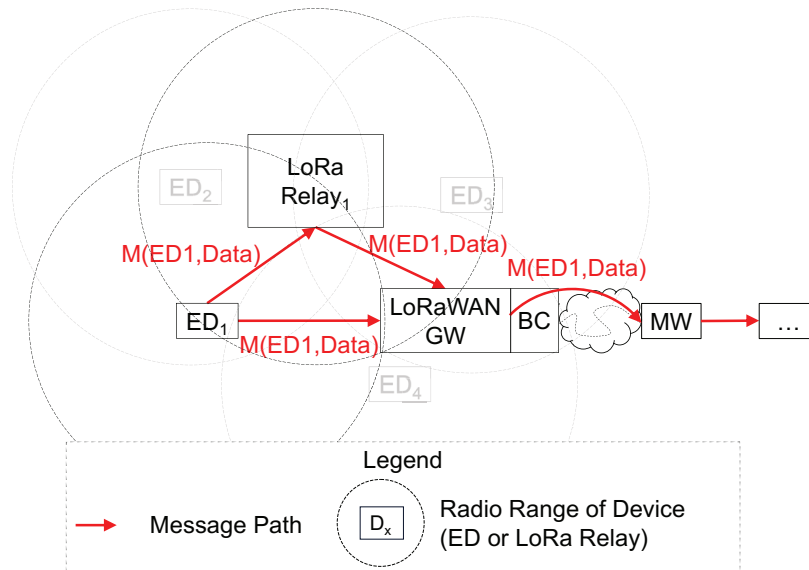 LoRa
Relay1
ED2
ED3
M(ED1,Data)
M(ED1,Data)
M(ED1,Data)
ED1
LoRaWAN
GW
BC
MW
...
M(ED1,Data)
ED4
Legend
Message Path
Dx
Radio Range of Device
(ED or LoRa Relay)